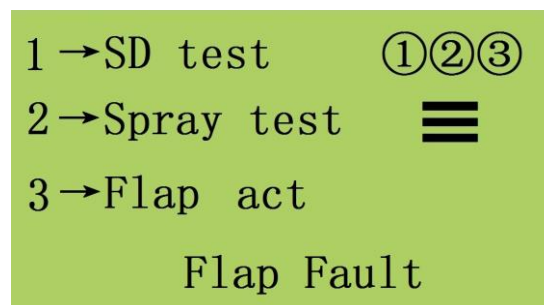 1→SD test ①②③
2→Spray test
3→Flap act
Flap Fault